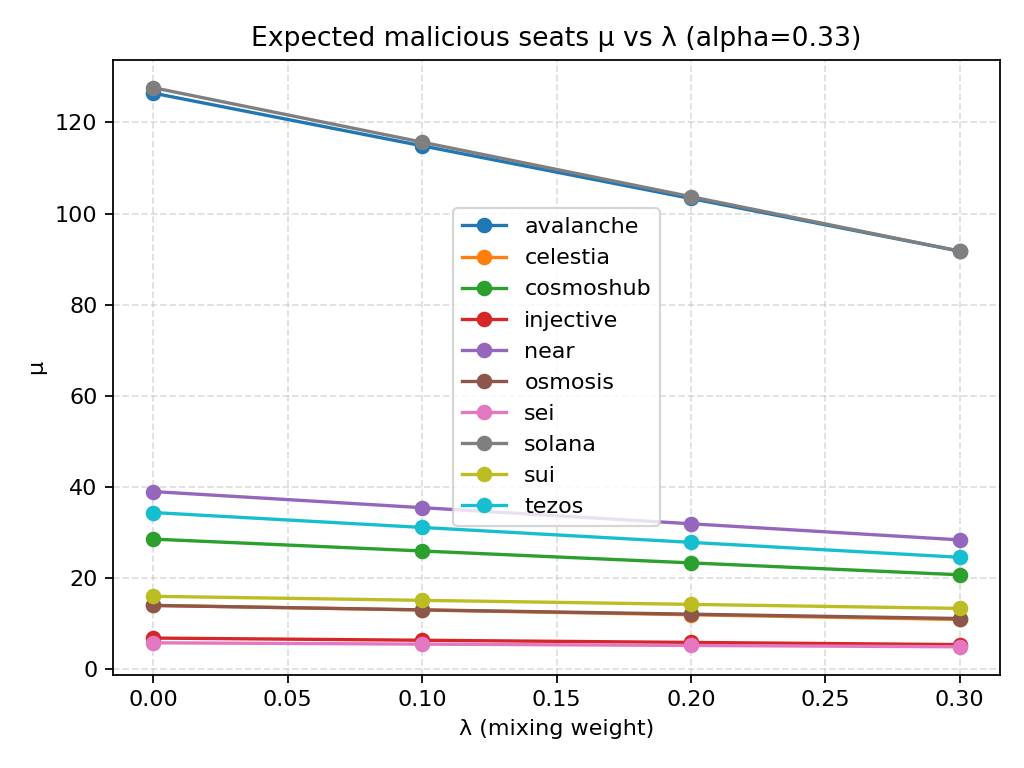 Expected malicious seats μ vs λ (alpha=0.33)
μ
120
100
80
60
40
20
0
avalanche
celestia
cosmoshub
injective
near
osmosis
sei
solana
sui
tezos
0.00 0.05 0.10 0.15 0.20 0.25 0.30
λ (mixing weight)